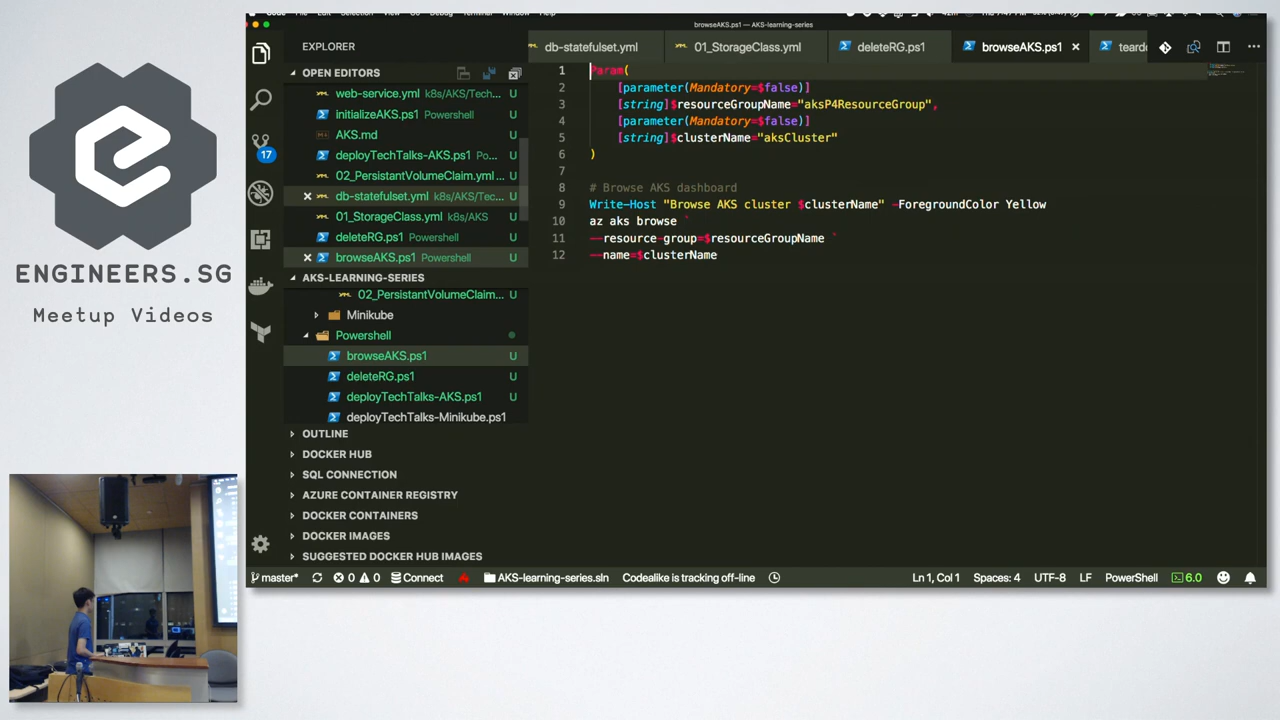 ENGINEERS.SG
Meetup Videos
browseAKS.ps1 — AKS-learning-series
EXPLORER
OPEN EDITORS
web-service.yml k8s/AKS/Tech... U
initializeAKS.ps1 Powershell U
AKS.md U
deployTechTalks-AKS.ps1 Po... U
02_PersistantVolumeClaim.yml ... U
db-statefulset.yml k8s/AKS/Tec... U
01_StorageClass.yml k8s/AKS U
deleteRG.ps1 Powershell U
browseAKS.ps1 Powershell U
AKS-LEARNING-SERIES
02_PersistantVolumeClaim... U
Minikube
Powershell
browseAKS.ps1 U
deleteRG.ps1 U
deployTechTalks-AKS.ps1 U
deployTechTalks-Minikube.ps1
OUTLINE
DOCKER HUB
SQL CONNECTION
AZURE CONTAINER REGISTRY
DOCKER CONTAINERS
DOCKER IMAGES
SUGGESTED DOCKER HUB IMAGES
17
db-statefulset.yml 01_StorageClass.yml deleteRG.ps1 browseAKS.ps1 teardo
1 Param(
2 [parameter(Mandatory=$false)]
3 [string]$resourceGroupName="aksP4ResourceGroup",
4 [parameter(Mandatory=$false)]
5 [string]$clusterName="aksCluster"
6 )
7
8 # Browse AKS dashboard
9 Write-Host "Browse AKS cluster $clusterName" -ForegroundColor Yellow
10 az aks browse `
11 --resource-group=$resourceGroupName `
12 --name=$clusterName
master* 0 0 Connect AKS-learning-series.sln Codealike is tracking off-line Ln 1, Col 1 Spaces: 4 UTF-8 LF PowerShell 6.0